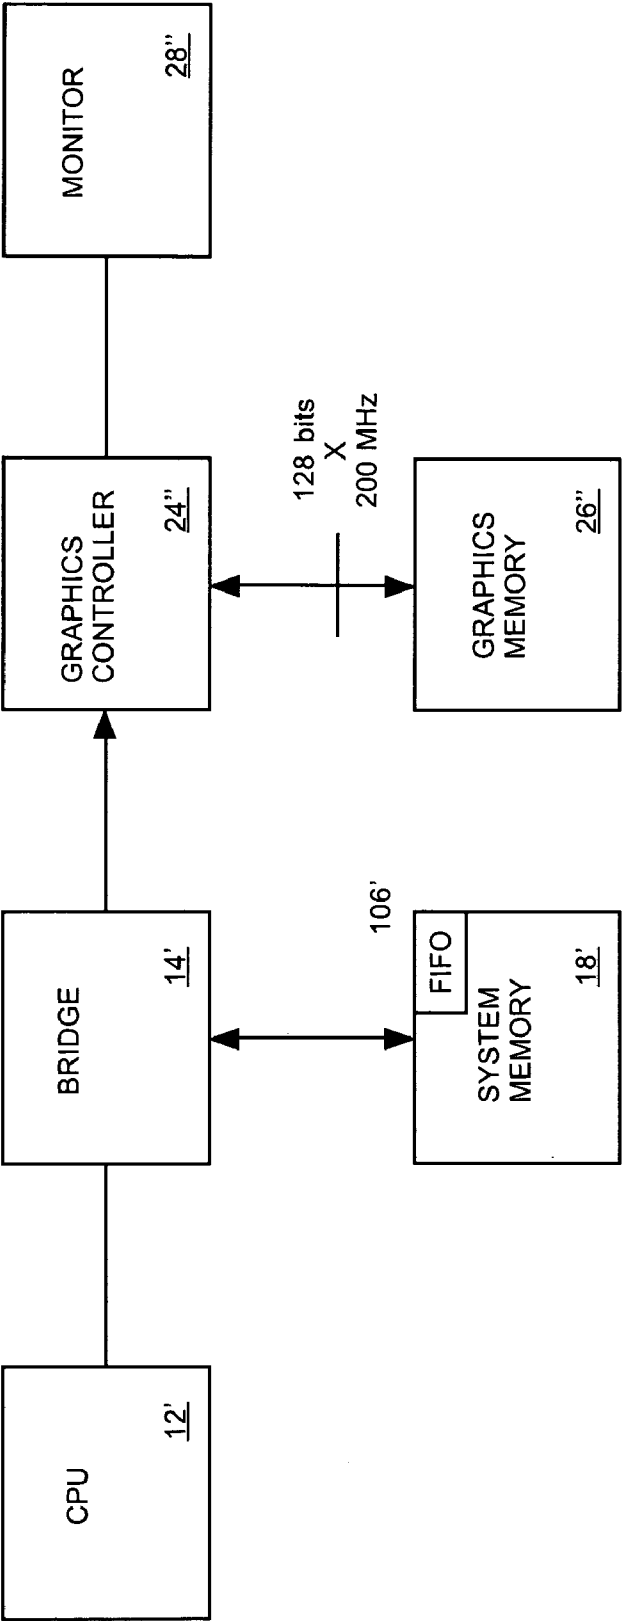 CPU
12'
BRIDGE
14'
GRAPHICS
CONTROLLER
24"
MONITOR
28"
106'
FIFO
SYSTEM
MEMORY
18'
128 bits
X
200 MHz
GRAPHICS
MEMORY
26"